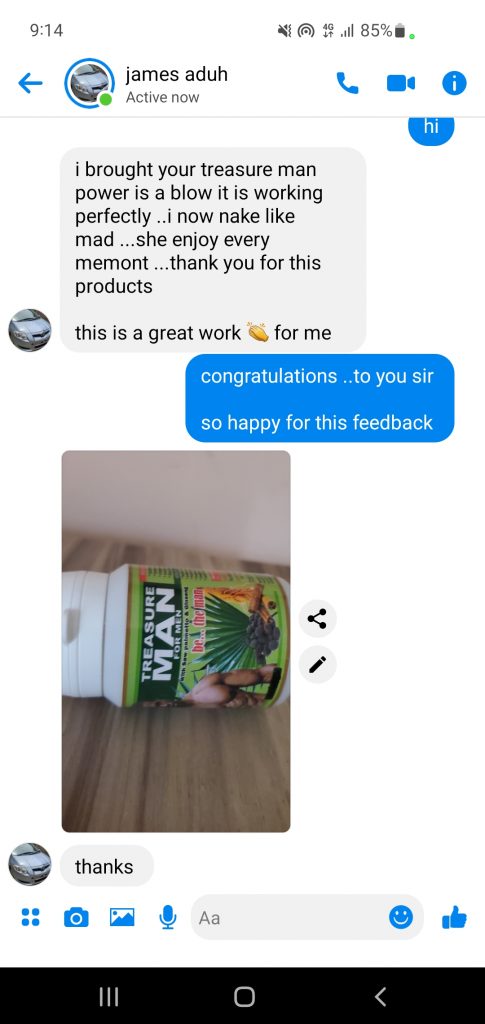 9:14
4G
85%
james aduh
Active now
hi
i brought your treasure man
power is a blow it is working
perfectly ..i now nake like
mad ...she enjoy every
memont ...thank you for this
products
this is a great work 👏 for me
congratulations ..to you sir
so happy for this feedback
TREASURE
MAN
FOR MEN
with Saw palmetto & Ginseng
be... the man
thanks
Aa